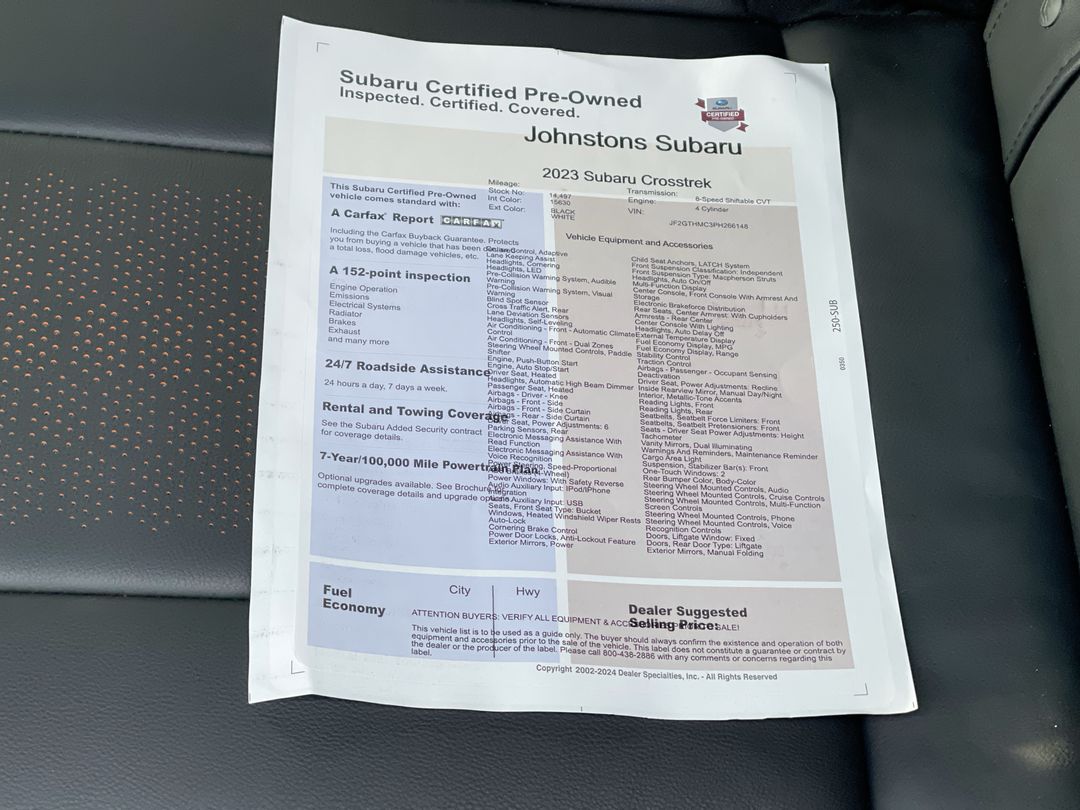 Subaru Certified Pre-Owned
Inspected. Certified. Covered.
SUBARU
CERTIFIED
PRE-OWNED
Johnstons Subaru
2023 Subaru Crosstrek
Mileage: 14,497
Stock No: 15630
Int Color: BLACK
Ext Color: WHITE
Transmission: 8-Speed Shiftable CVT
Engine: 4 Cylinder
VIN: JF2GTHMC3PH266148
This Subaru Certified Pre-Owned
vehicle comes standard with:
A Carfax® Report CARFAX
Including the Carfax Buyback Guarantee. Protects
you from buying a vehicle that has been
a total loss, flood damage vehicles, etc.
A 152-point inspection
Engine Operation
Emissions
Electrical Systems
Radiator
Brakes
Exhaust
and many more
24/7 Roadside Assistance
24 hours a day, 7 days a week.
Rental and Towing Coverage
See the Subaru Added Security contract
for coverage details.
7-Year/100,000 Mile Powertrain Plan
Optional upgrades available. See Brochure for
complete coverage details and upgrade options.
Vehicle Equipment and Accessories
Control, Adaptive
Lane Keeping Assist
Headlights, Cornering
Headlights, LED
Pre-Collision Warning System, Audible
Warning
Pre-Collision Warning System, Visual
Warning
Blind Spot Sensor
Cross Traffic Alert, Rear
Lane Deviation Sensors
Headlights, Self-Leveling
Air Conditioning - Front - Automatic Climate
Control
Air Conditioning - Front - Dual Zones
Steering Wheel Mounted Controls, Paddle
Shifter
Engine, Push-Button Start
Engine, Auto Stop/Start
Driver Seat, Heated
Headlights, Automatic High Beam Dimmer
Passenger Seat, Heated
Airbags - Driver - Knee
Airbags - Front - Side
Airbags - Front - Side Curtain
Airbags - Rear - Side Curtain
Driver Seat, Power Adjustments: 6
Parking Sensors, Rear
Electronic Messaging Assistance With
Read Function
Electronic Messaging Assistance With
Voice Recognition
Power Steering, Speed-Proportional
Power Windows: With Safety Reverse
Audio Auxiliary Input: IPod/IPhone
Integration
Audio Auxiliary Input: USB
Seats, Front Seat Type: Bucket
Windows, Heated Windshield Wiper Rests
Auto-Lock
Cornering Brake Control
Power Door Locks, Anti-Lockout Feature
Exterior Mirrors, Power
Child Seat Anchors, LATCH System
Front Suspension Classification: Independent
Front Suspension Type: Macpherson Struts
Headlights, Auto On/Off
Multi-Function Display
Center Console, Front Console With Armrest And
Storage
Electronic Brakeforce Distribution
Rear Seats, Center Armrest: With Cupholders
Armrests - Rear Center
Center Console With Lighting
Headlights, Auto Delay Off
External Temperature Display
Fuel Economy Display, MPG
Fuel Economy Display, Range
Stability Control
Traction Control
Airbags - Passenger - Occupant Sensing
Deactivation
Driver Seat, Power Adjustments: Recline
Inside Rearview Mirror, Manual Day/Night
Interior, Metallic-Tone Accents
Reading Lights, Front
Reading Lights, Rear
Seatbelts, Seatbelt Force Limiters: Front
Seatbelts, Seatbelt Pretensioners: Front
Seats - Driver Seat Power Adjustments: Height
Tachometer
Vanity Mirrors, Dual Illuminating
Warnings And Reminders, Maintenance Reminder
Cargo Area Light
Suspension, Stabilizer Bar(s): Front
One-Touch Windows: 2
Rear Bumper Color, Body-Color
Steering Wheel Mounted Controls, Audio
Steering Wheel Mounted Controls, Cruise Controls
Steering Wheel Mounted Controls, Multi-Function
Screen Controls
Steering Wheel Mounted Controls, Phone
Steering Wheel Mounted Controls, Voice
Recognition Controls
Doors, Liftgate Window: Fixed
Doors, Rear Door Type: Liftgate
Exterior Mirrors, Manual Folding
250-SUB
0350
Fuel
Economy
City
Hwy
Dealer Suggested
Selling Price:
ATTENTION BUYERS: VERIFY ALL EQUIPMENT & SALE!
This vehicle list is to be used as a guide only. The buyer should always confirm the existence and operation of both
equipment and accessories prior to the sale of the vehicle. This label does not constitute a guarantee or contract by
the dealer or the producer of the label. Please call 800-438-2886 with any comments or concerns regarding this
label.
Copyright 2002-2024 Dealer Specialties, Inc. - All Rights Reserved